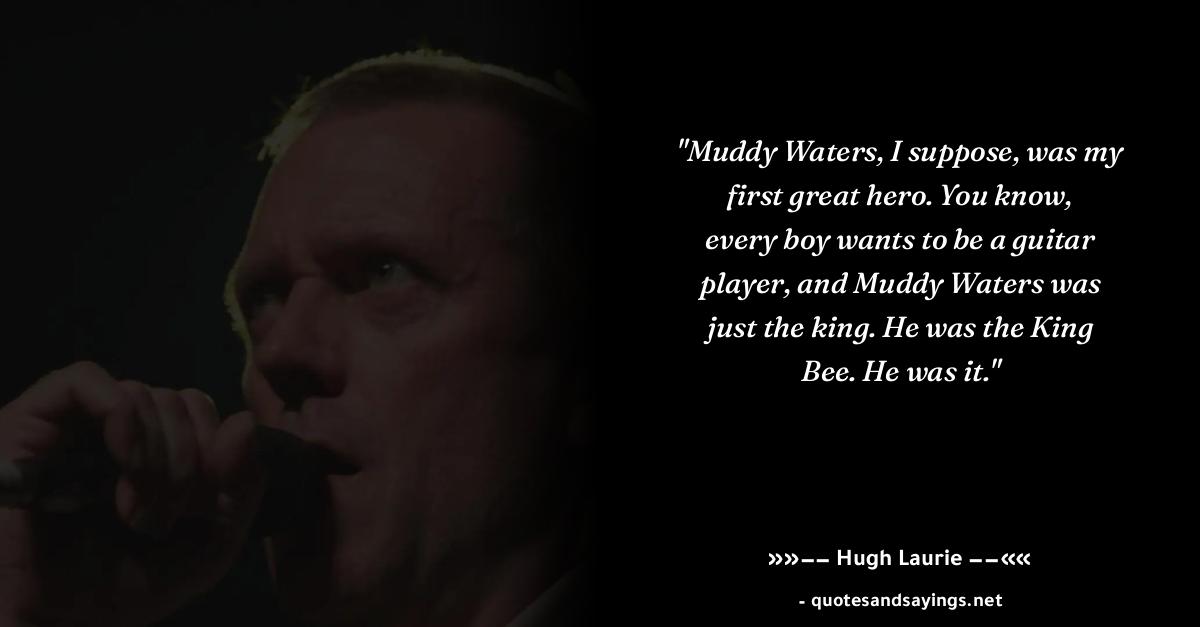 "Muddy Waters, I suppose, was my
first great hero. You know,
every boy wants to be a guitar
player, and Muddy Waters was
just the king. He was the King
Bee. He was it."
»»−− Hugh Laurie −−««
- quotesandsayings.net